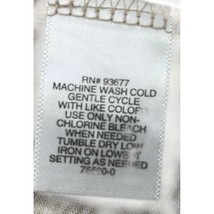 RN# 93677
MACHINE WASH COLD
GENTLE CYCLE
WITH LIKE COLORS
USE ONLY NON-
CHLORINE BLEACH
WHEN NEEDED
TUMBLE DRY LOW
IRON ON LOWEST
SETTING AS NEEDED